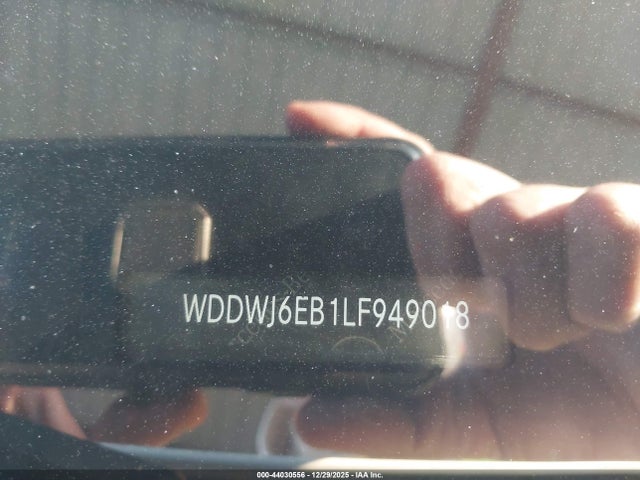 WDDWJ6EB1LF949018
000-44030556 - 12/29/2025 - IAA Inc.